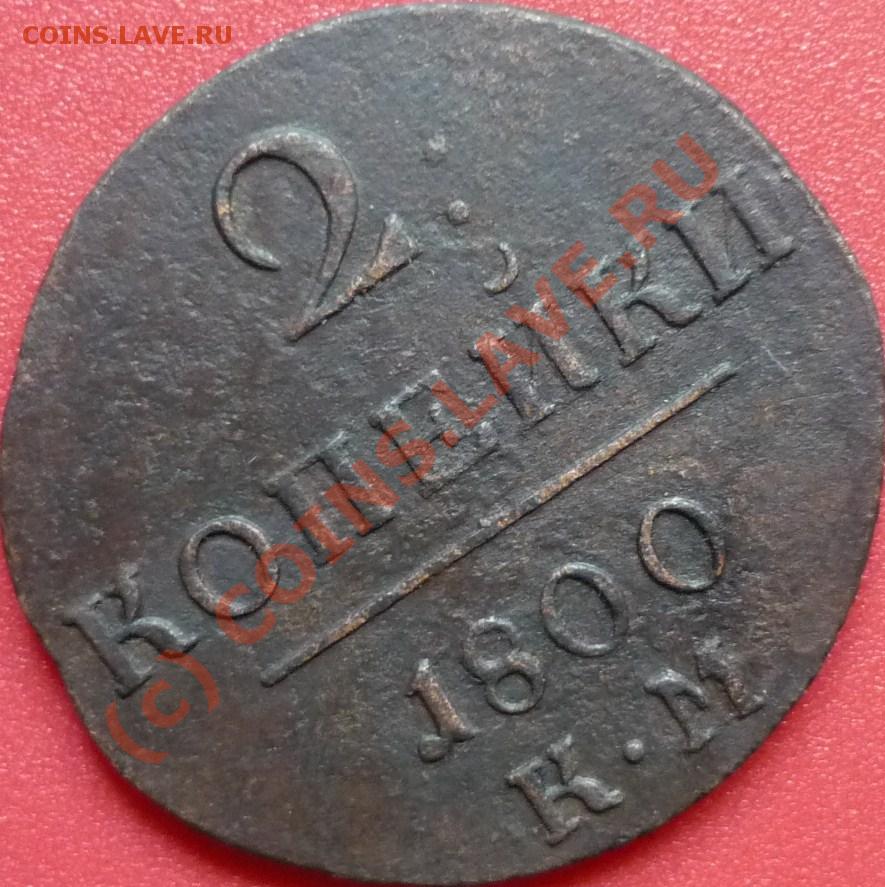 COINS.LAVE.RU
2
КОПѢЙКИ
1800
К·М
(c) COINS.LAVE.RU